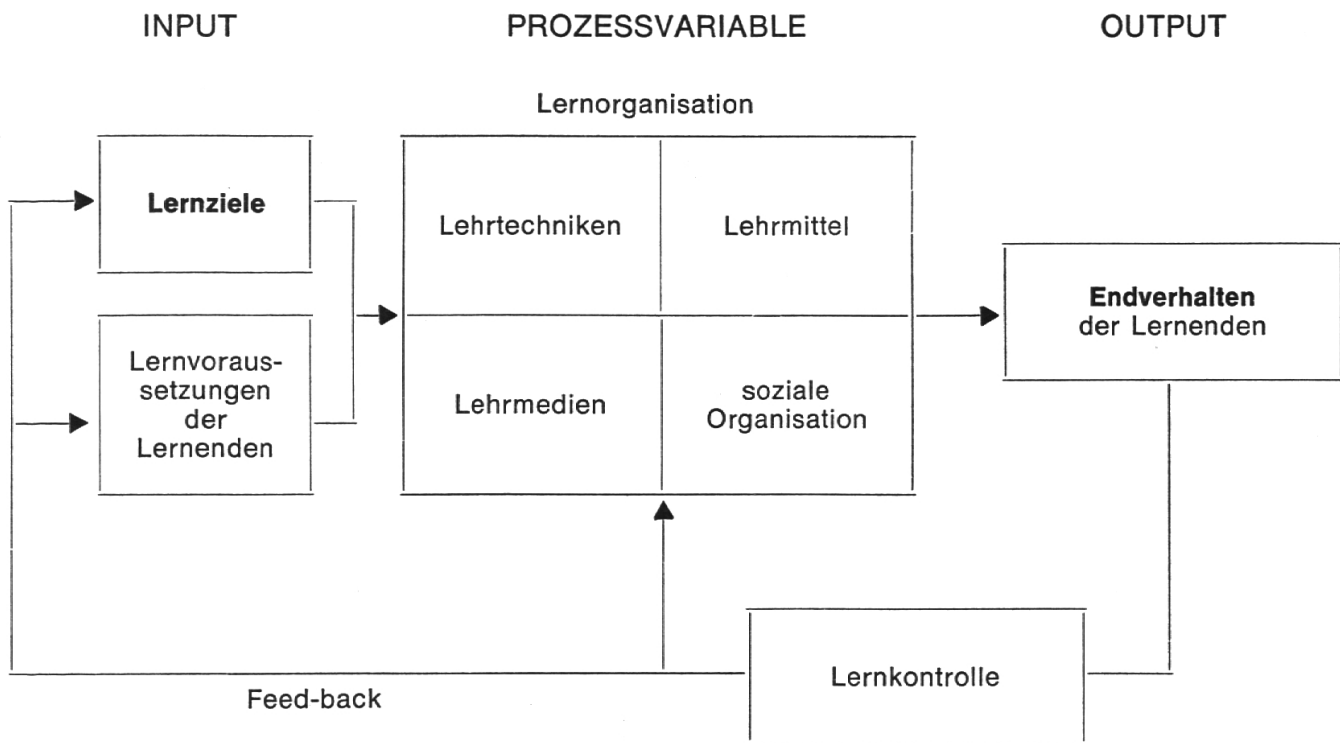 INPUT
PROZESSVARIABLE
OUTPUT
Lernorganisation
Lernziele
Lernvoraus-
setzungen
der
Lernenden
Lehrtechniken
Lehrmittel
Lehrmedien
soziale
Organisation
Endverhalten
der Lernenden
Lernkontrolle
Feed-back